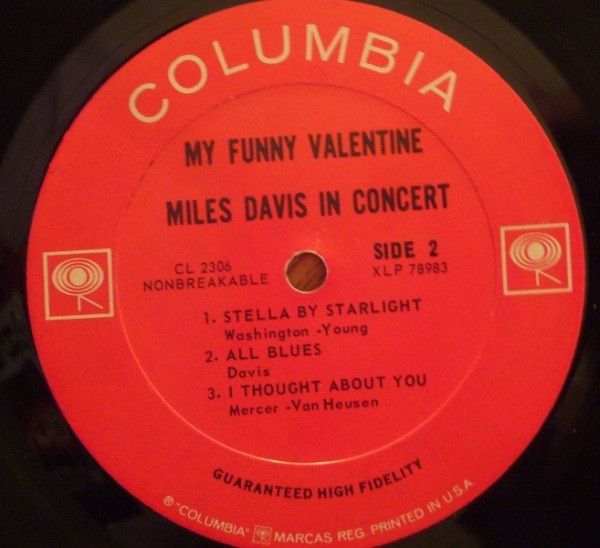 COLUMBIA
MY FUNNY VALENTINE
MILES DAVIS IN CONCERT
CL 2306
NONBREAKABLE
SIDE 2
XLP 78983
1. STELLA BY STARLIGHT
Washington -Young
2. ALL BLUES
Davis
3. I THOUGHT ABOUT YOU
Mercer -Van Heusen
GUARANTEED HIGH FIDELITY
® "COLUMBIA" MARCAS REG. PRINTED IN U.S.A.